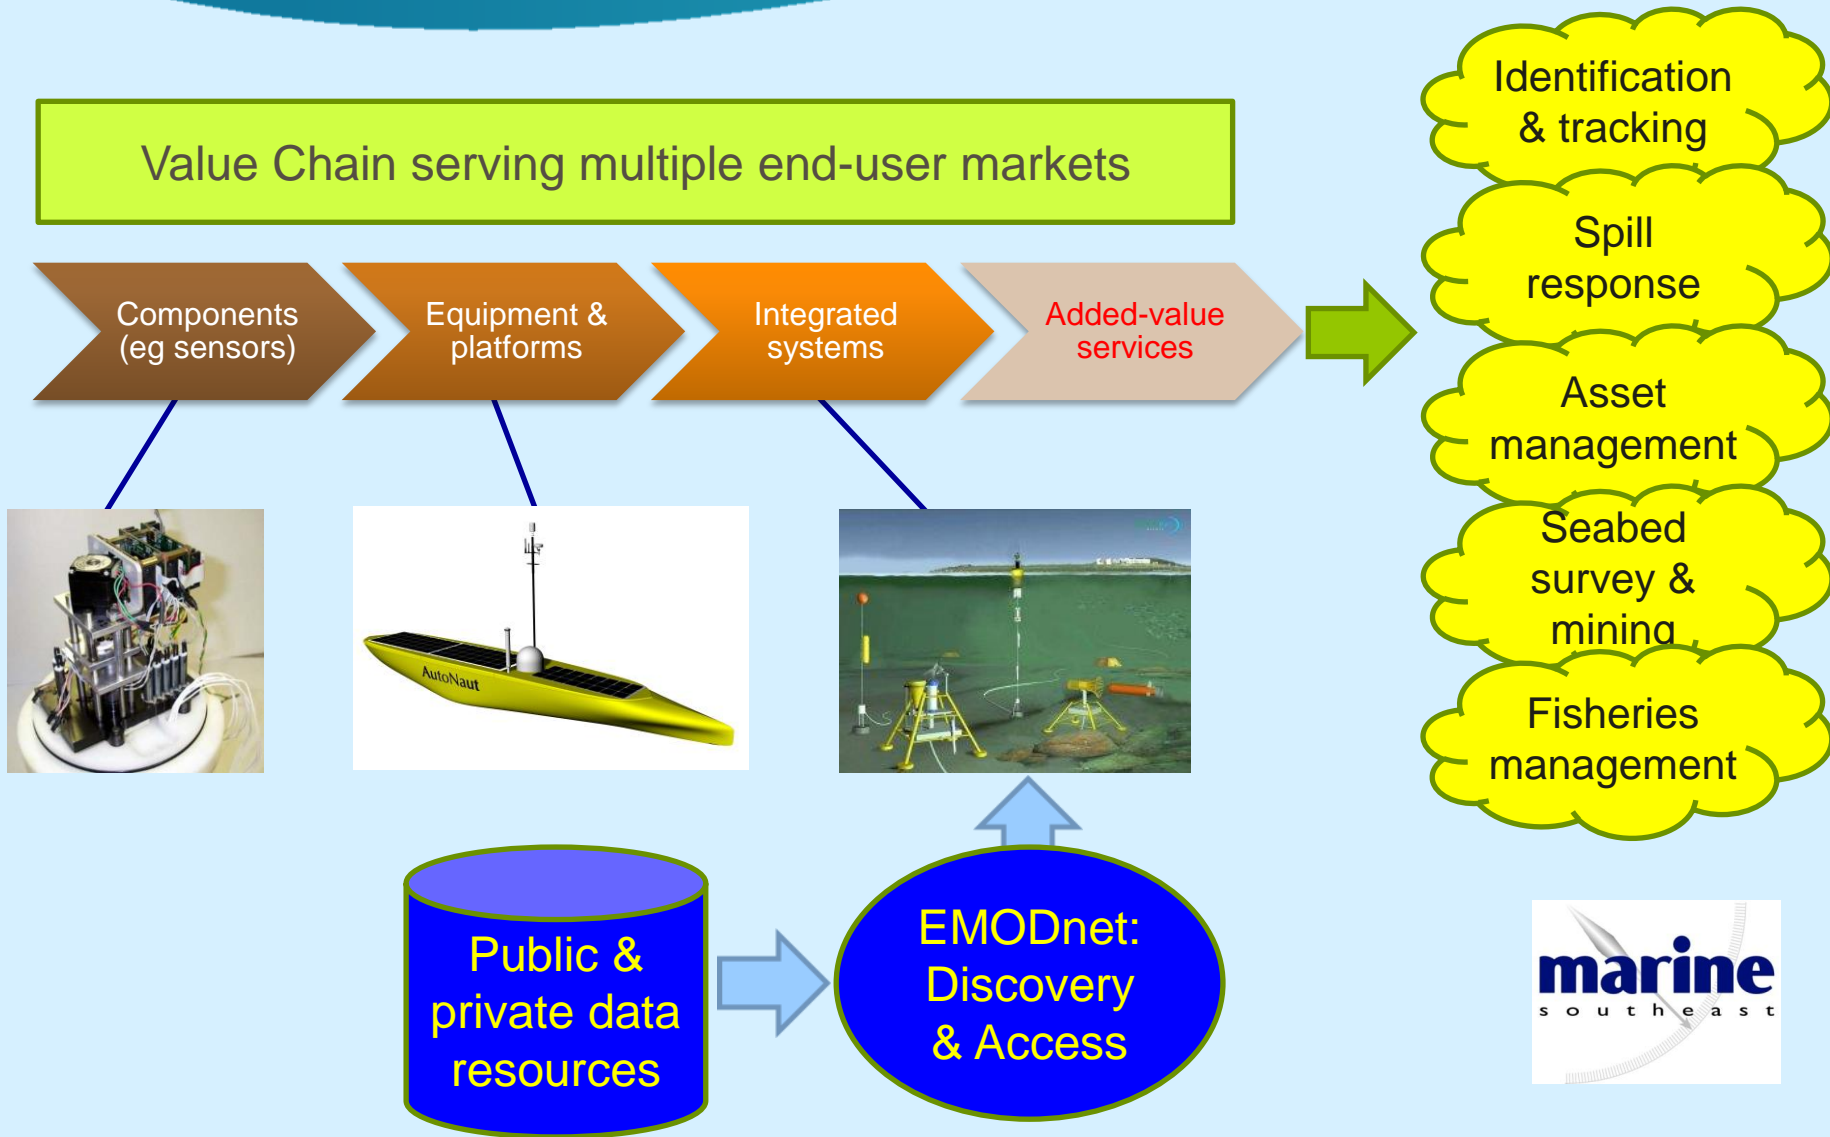 Value Chain serving multiple end-user markets
Components
(eg sensors)
Equipment &
platforms
Integrated
systems
Added-value
services
Identification
& tracking
Spill
response
Asset
management
Seabed
survey &
mining
Fisheries
management
AutoNaut
Public &
private data
resources
EMODnet:
Discovery
& Access
marine
southeast